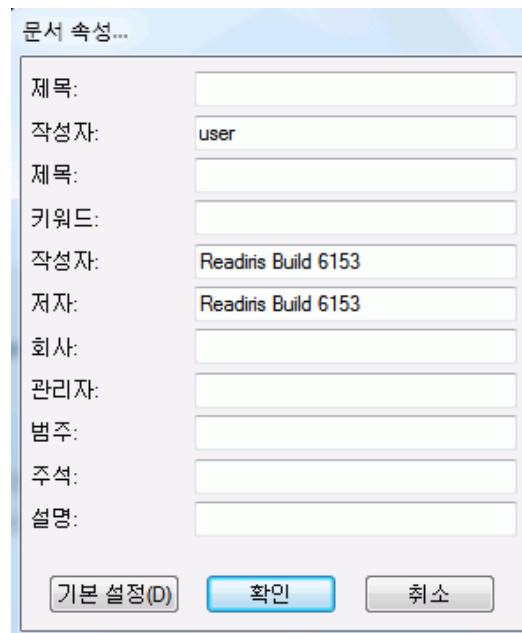 문서 속성...
제목:
작성자: user
제목:
키워드:
작성자: Readiris Build 6153
저자: Readiris Build 6153
회사:
관리자:
범주:
주석:
설명:
기본 설정(D) 확인 취소